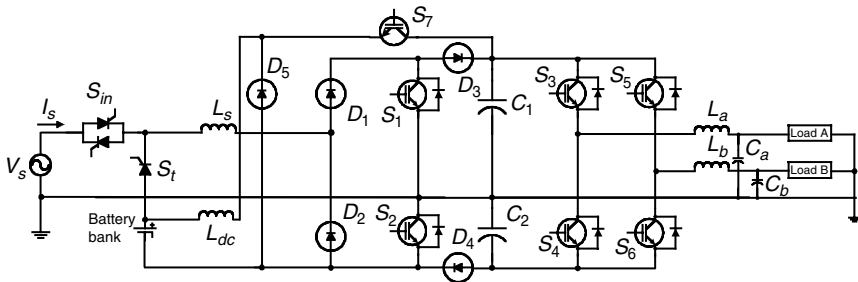 S7
D5
D3
Sin
Is
Ls
D1
S1
C1
S3
S5
La
Load A
Vs
St
Lb
Ca
Load B
Cb
Battery
bank
Ldc
D2
S2
D4
C2
S4
S6